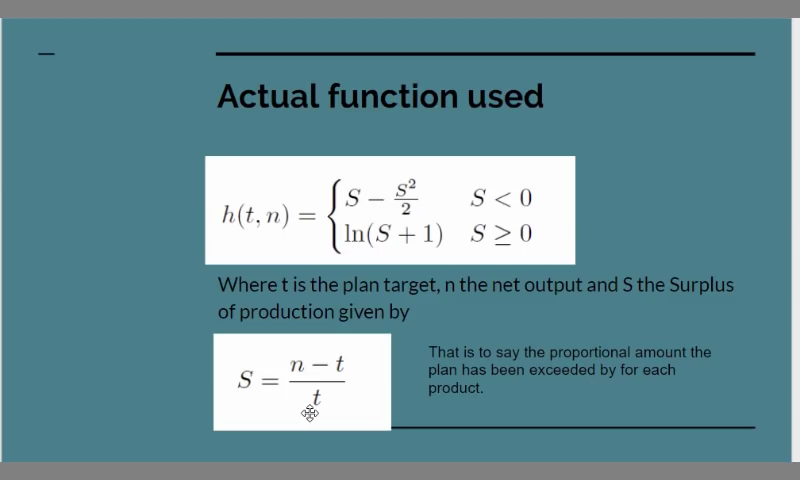 Actual function used
h(t, n) = { S − S²/2    S < 0
ln(S + 1)    S ≥ 0
Where t is the plan target, n the net output and S the Surplus
of production given by
S = (n − t)/t
That is to say the proportional amount the
plan has been exceeded by for each
product.